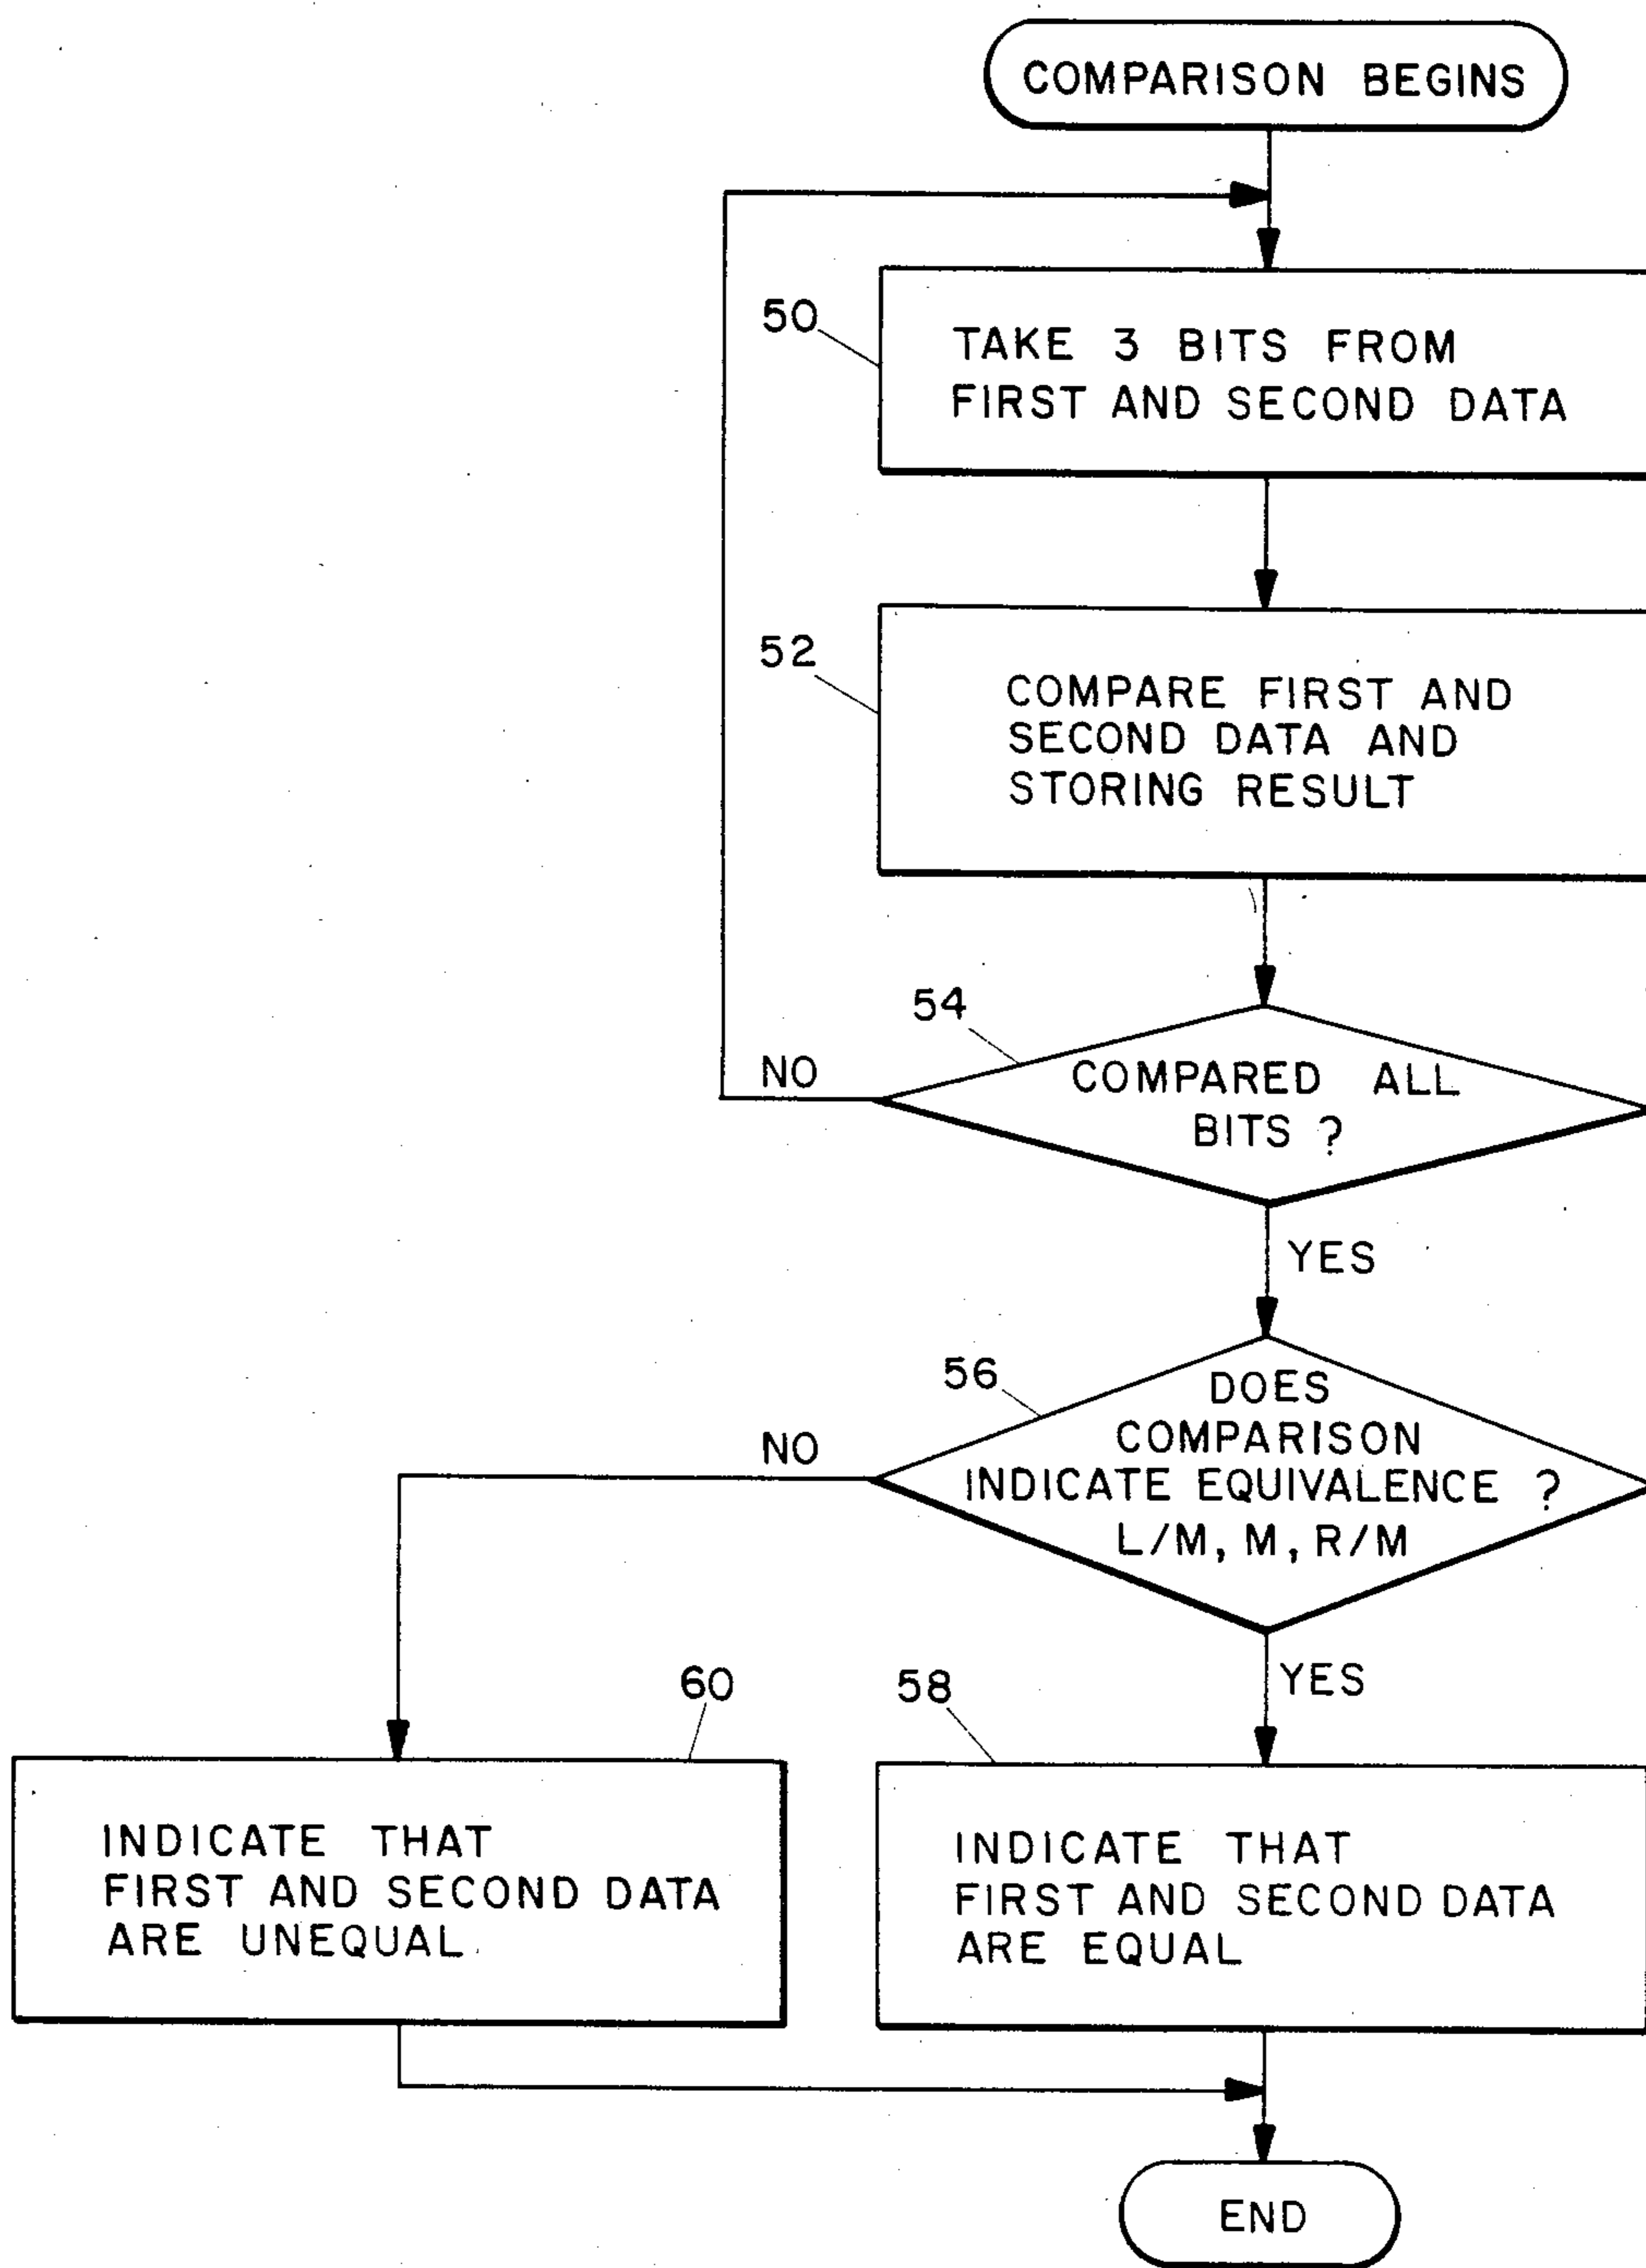 COMPARISON BEGINS
50
TAKE 3 BITS FROM
FIRST AND SECOND DATA
52
COMPARE FIRST AND
SECOND DATA AND
STORING RESULT
54
NO
COMPARED ALL
BITS ?
YES
56
NO
DOES
COMPARISON
INDICATE EQUIVALENCE ?
L/M, M, R/M
YES
60
58
INDICATE THAT
FIRST AND SECOND DATA
ARE UNEQUAL
INDICATE THAT
FIRST AND SECOND DATA
ARE EQUAL
END